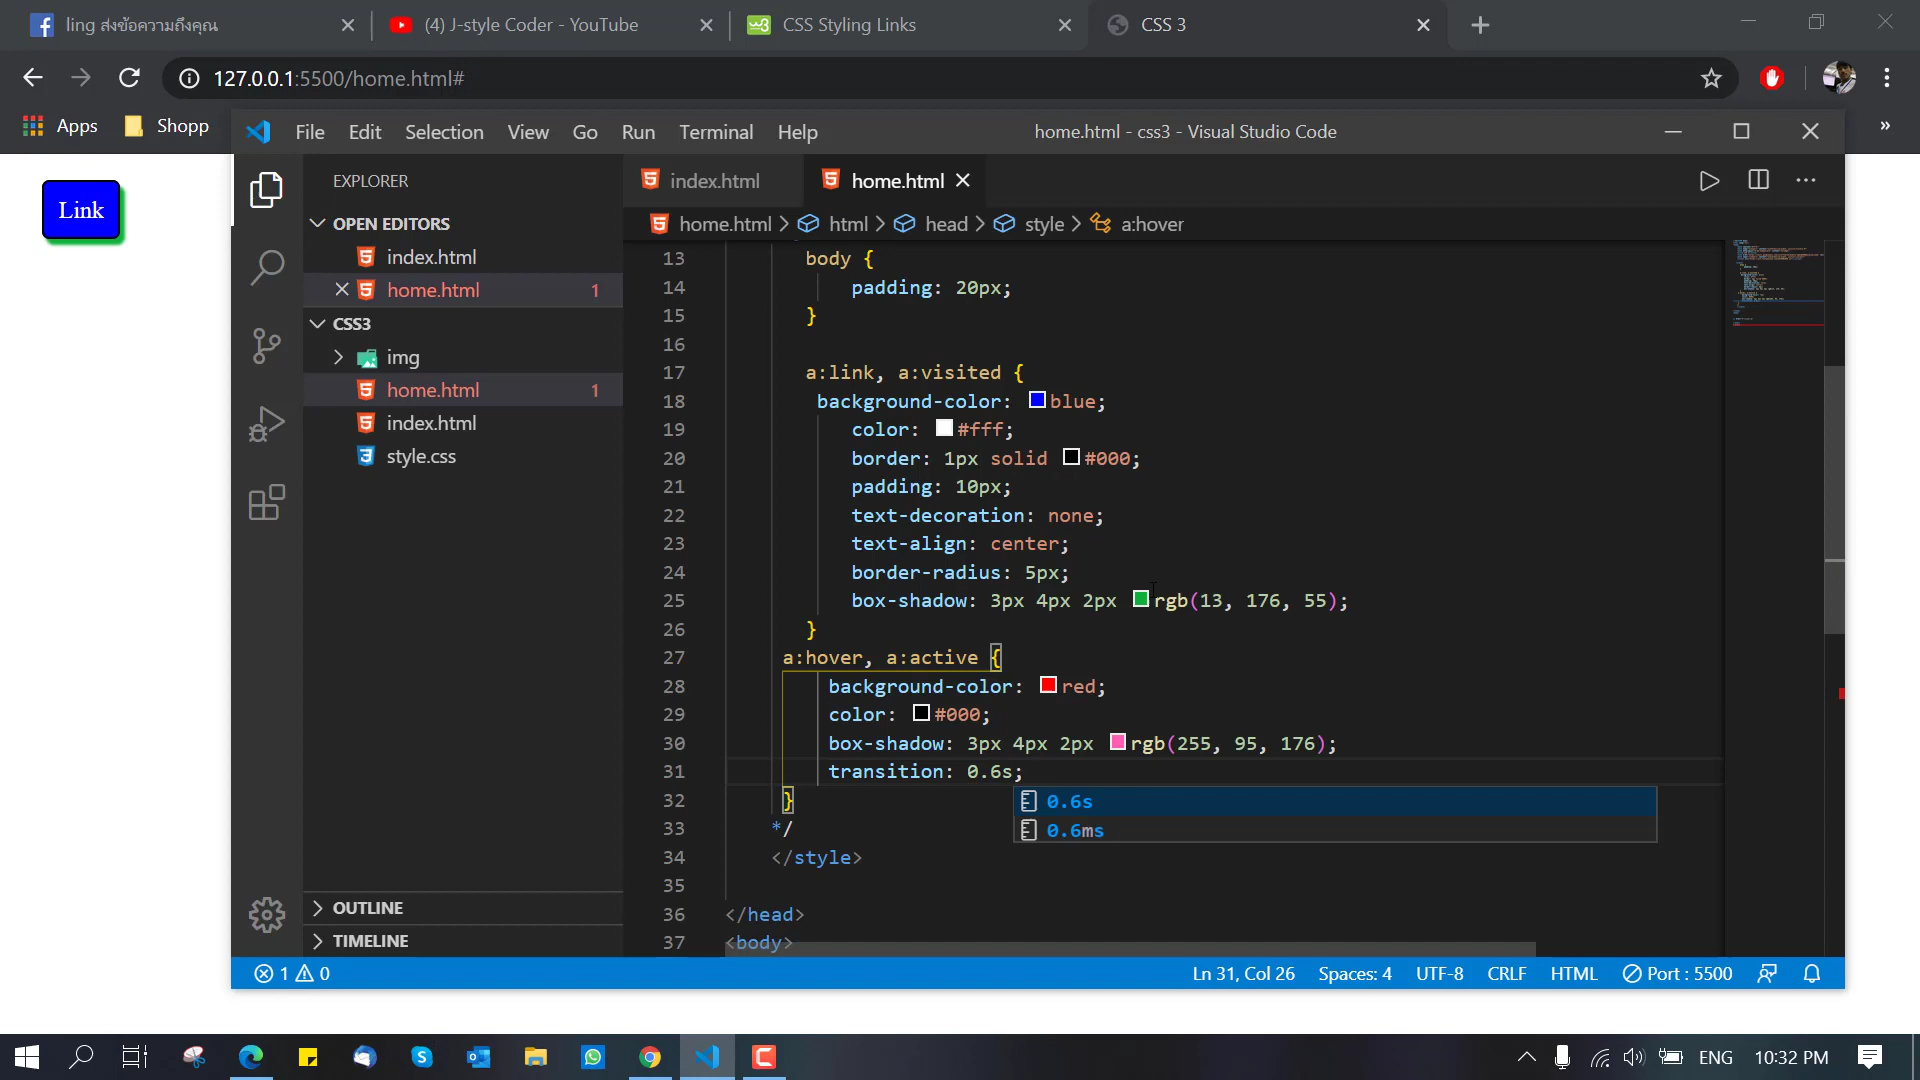 ling ส่งข้อความถึงคุณ
(4) J-style Coder - YouTube
CSS Styling Links
CSS 3
127.0.0.1:5500/home.html#
Apps
Shopp
»
File Edit Selection View Go Run Terminal Help
home.html - css3 - Visual Studio Code
Link
EXPLORER
OPEN EDITORS
index.html
home.html 1
CSS3
img
home.html 1
index.html
style.css
OUTLINE
TIMELINE
index.html
home.html
home.html > html > head > style > a:hover
13 body {
14 padding: 20px;
15 }
16
17 a:link, a:visited {
18 background-color: blue;
19 color: #fff;
20 border: 1px solid #000;
21 padding: 10px;
22 text-decoration: none;
23 text-align: center;
24 border-radius: 5px;
25 box-shadow: 3px 4px 2px rgb(13, 176, 55);
26 }
27 a:hover, a:active {
28 background-color: red;
29 color: #000;
30 box-shadow: 3px 4px 2px rgb(255, 95, 176);
31 transition: 0.6s;
32 }
0.6s
0.6ms
33 */
34 </style>
35
36 </head>
37 <body>
1 0
Ln 31, Col 26 Spaces: 4 UTF-8 CRLF HTML Port : 5500
ENG 10:32 PM